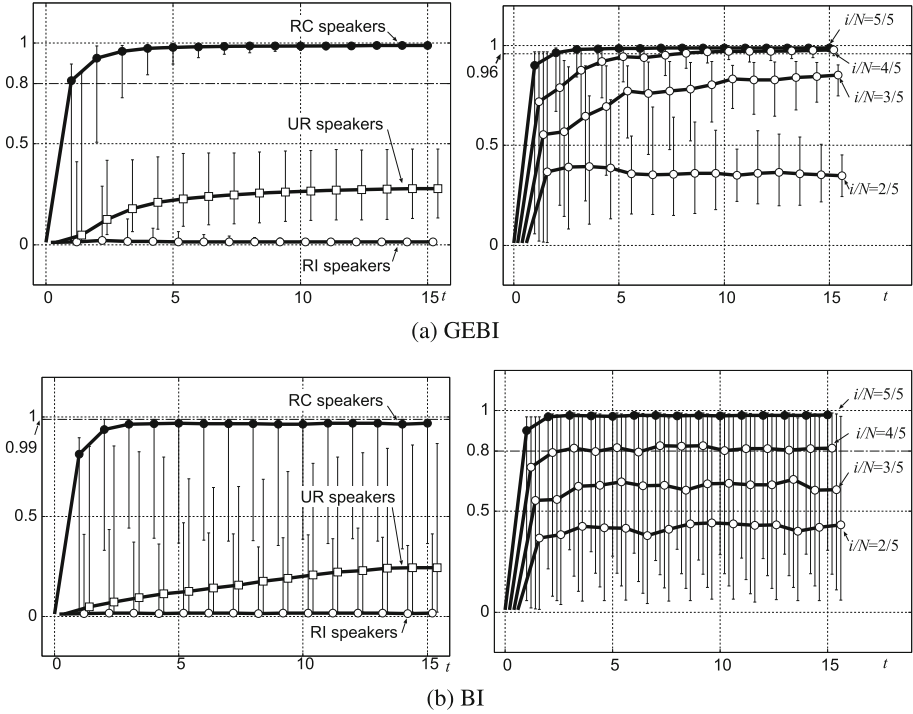 RC speakers
UR speakers
RI speakers
1
0.8
0.5
0
0 5 10 15 t
i/N=5/5
i/N=4/5
i/N=3/5
i/N=2/5
1
0.96
0.5
0
0 5 10 15 t
(a) GEBI
RC speakers
UR speakers
RI speakers
1
0.99
0.5
0
0 5 10 15 t
i/N=5/5
i/N=4/5
i/N=3/5
i/N=2/5
1
0.8
0.5
0
0 5 10 15 t
(b) BI